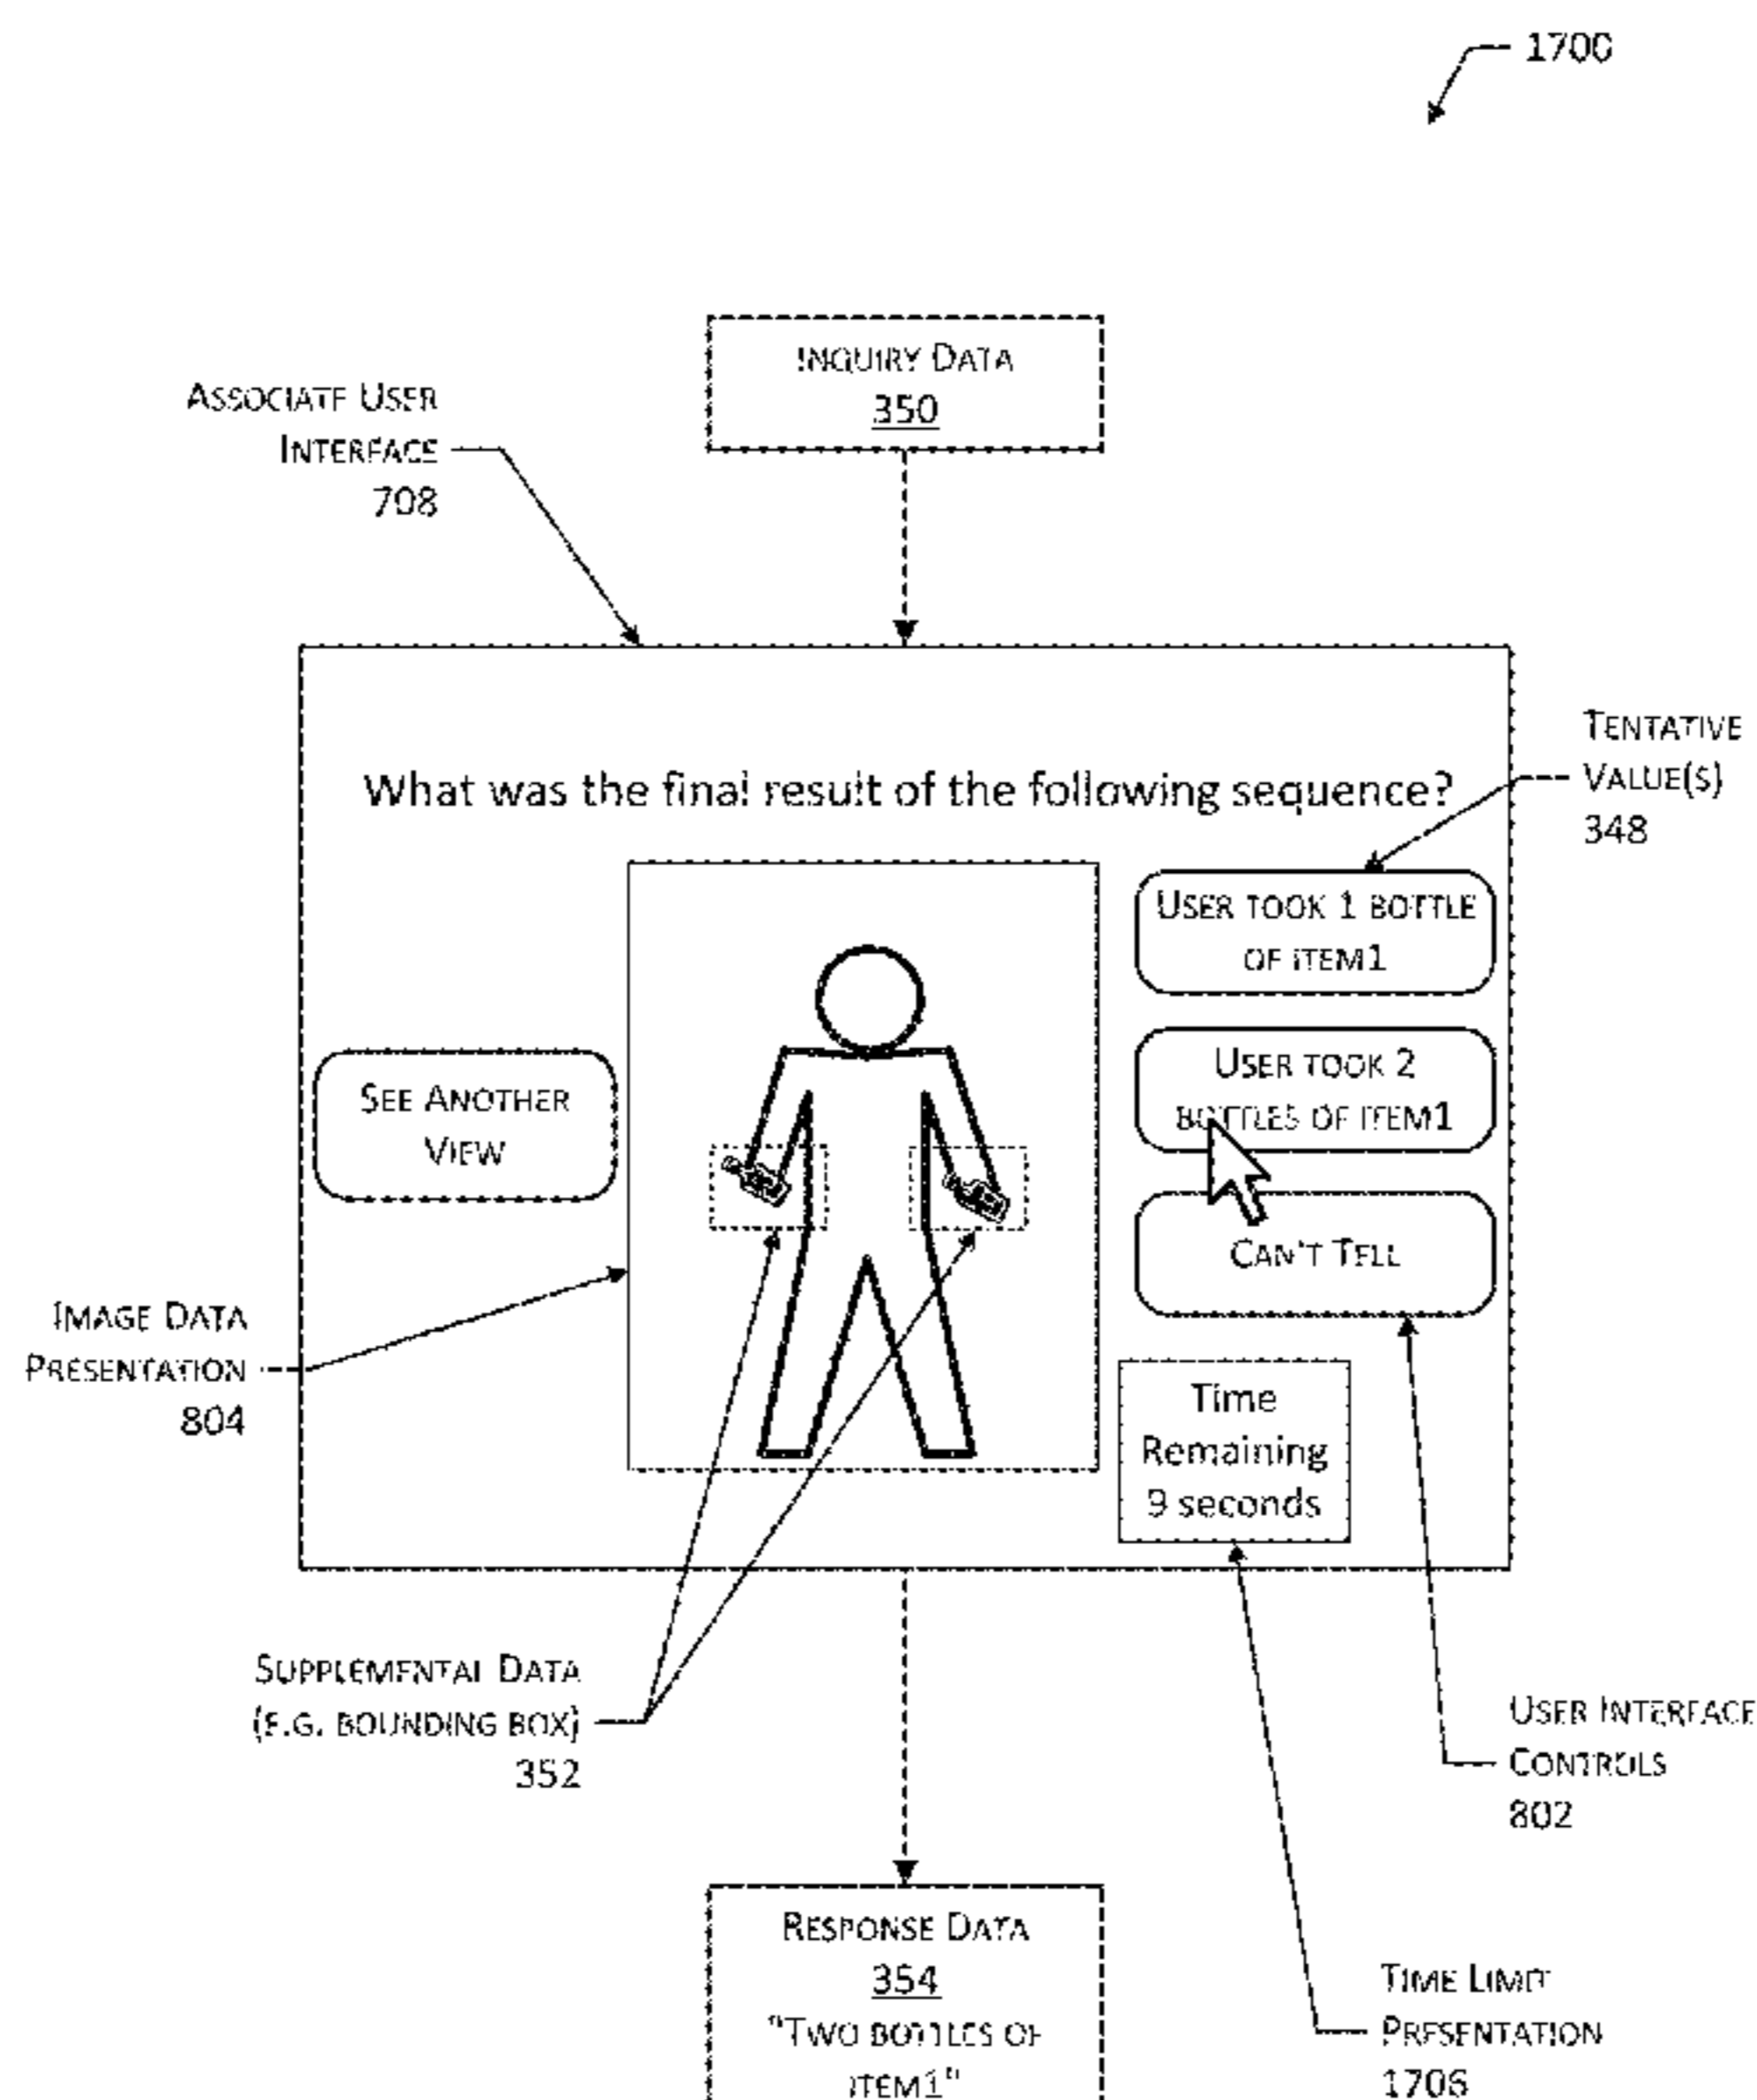 1700
INQUIRY DATA
350
ASSOCIATE USER
INTERFACE
708
What was the final result of the following sequence?
TENTATIVE
VALUE(S)
348
USER TOOK 1 BOTTLE
OF ITEM1
USER TOOK 2
BOTTLES OF ITEM1
CAN'T TELL
SEE ANOTHER
VIEW
IMAGE DATA
PRESENTATION
804
Time
Remaining
9 seconds
SUPPLEMENTAL DATA
(E.G. BOUNDING BOX)
352
USER INTERFACE
CONTROLS
802
RESPONSE DATA
354
"TWO BOTTLES OF
ITEM1"
TIME LIMIT
PRESENTATION
1706